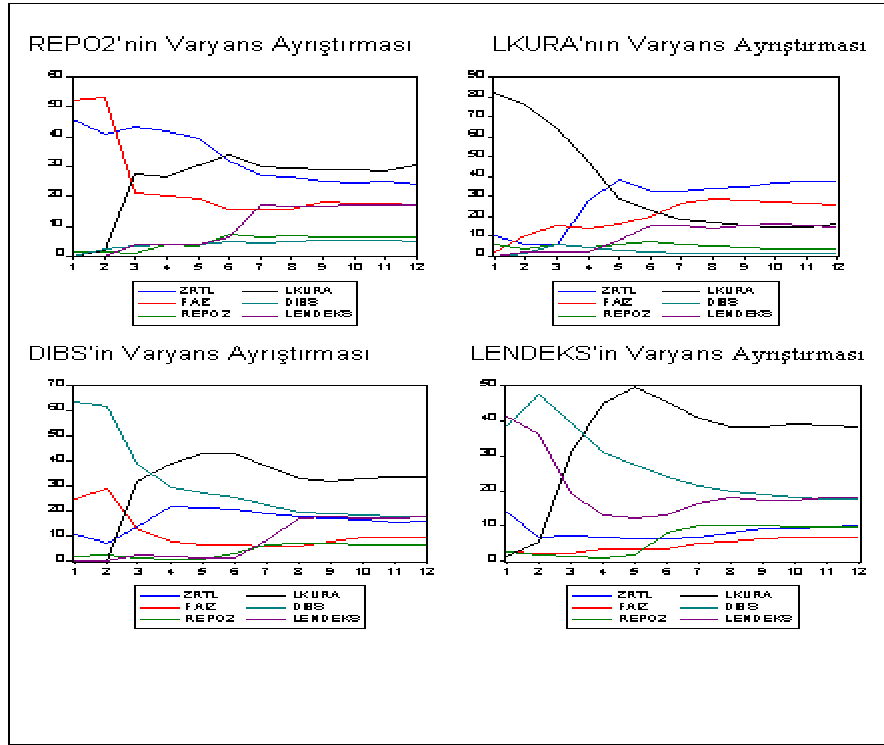 REPO2'nin Varyans Ayrıştırması
60
50
40
30
20
10
0
1 2 3 4 5 6 7 8 9 10 11 12
ZRTL LKURA
FAIZ DIBS
REPO2 LENDEKS
LKURA'nın Varyans Ayrıştırması
90
80
70
60
50
40
30
20
10
0
1 2 3 4 5 6 7 8 9 10 11 12
ZRTL LKURA
FAIZ DIBS
REPO2 LENDEKS
DIBS'in Varyans Ayrıştırması
70
60
50
40
30
20
10
0
1 2 3 4 5 6 7 8 9 10 11 12
ZRTL LKURA
FAIZ DIBS
REPO2 LENDEKS
LENDEKS'in Varyans Ayrıştırması
50
40
30
20
10
0
1 2 3 4 5 6 7 8 9 10 11 12
ZRTL LKURA
FAIZ DIBS
REPO2 LENDEKS